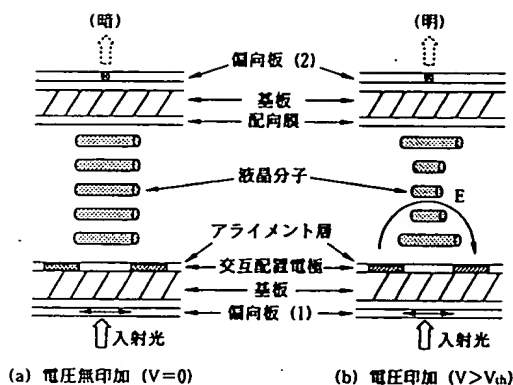 (暗)
(明)
偏向板 (2)
基板
配向膜
液晶分子
E
アライメント層
交互配置電極
基板
偏向板 (1)
入射光
入射光
(a) 電圧無印加 (V=0)
(b) 電圧印加 (V>Vth)